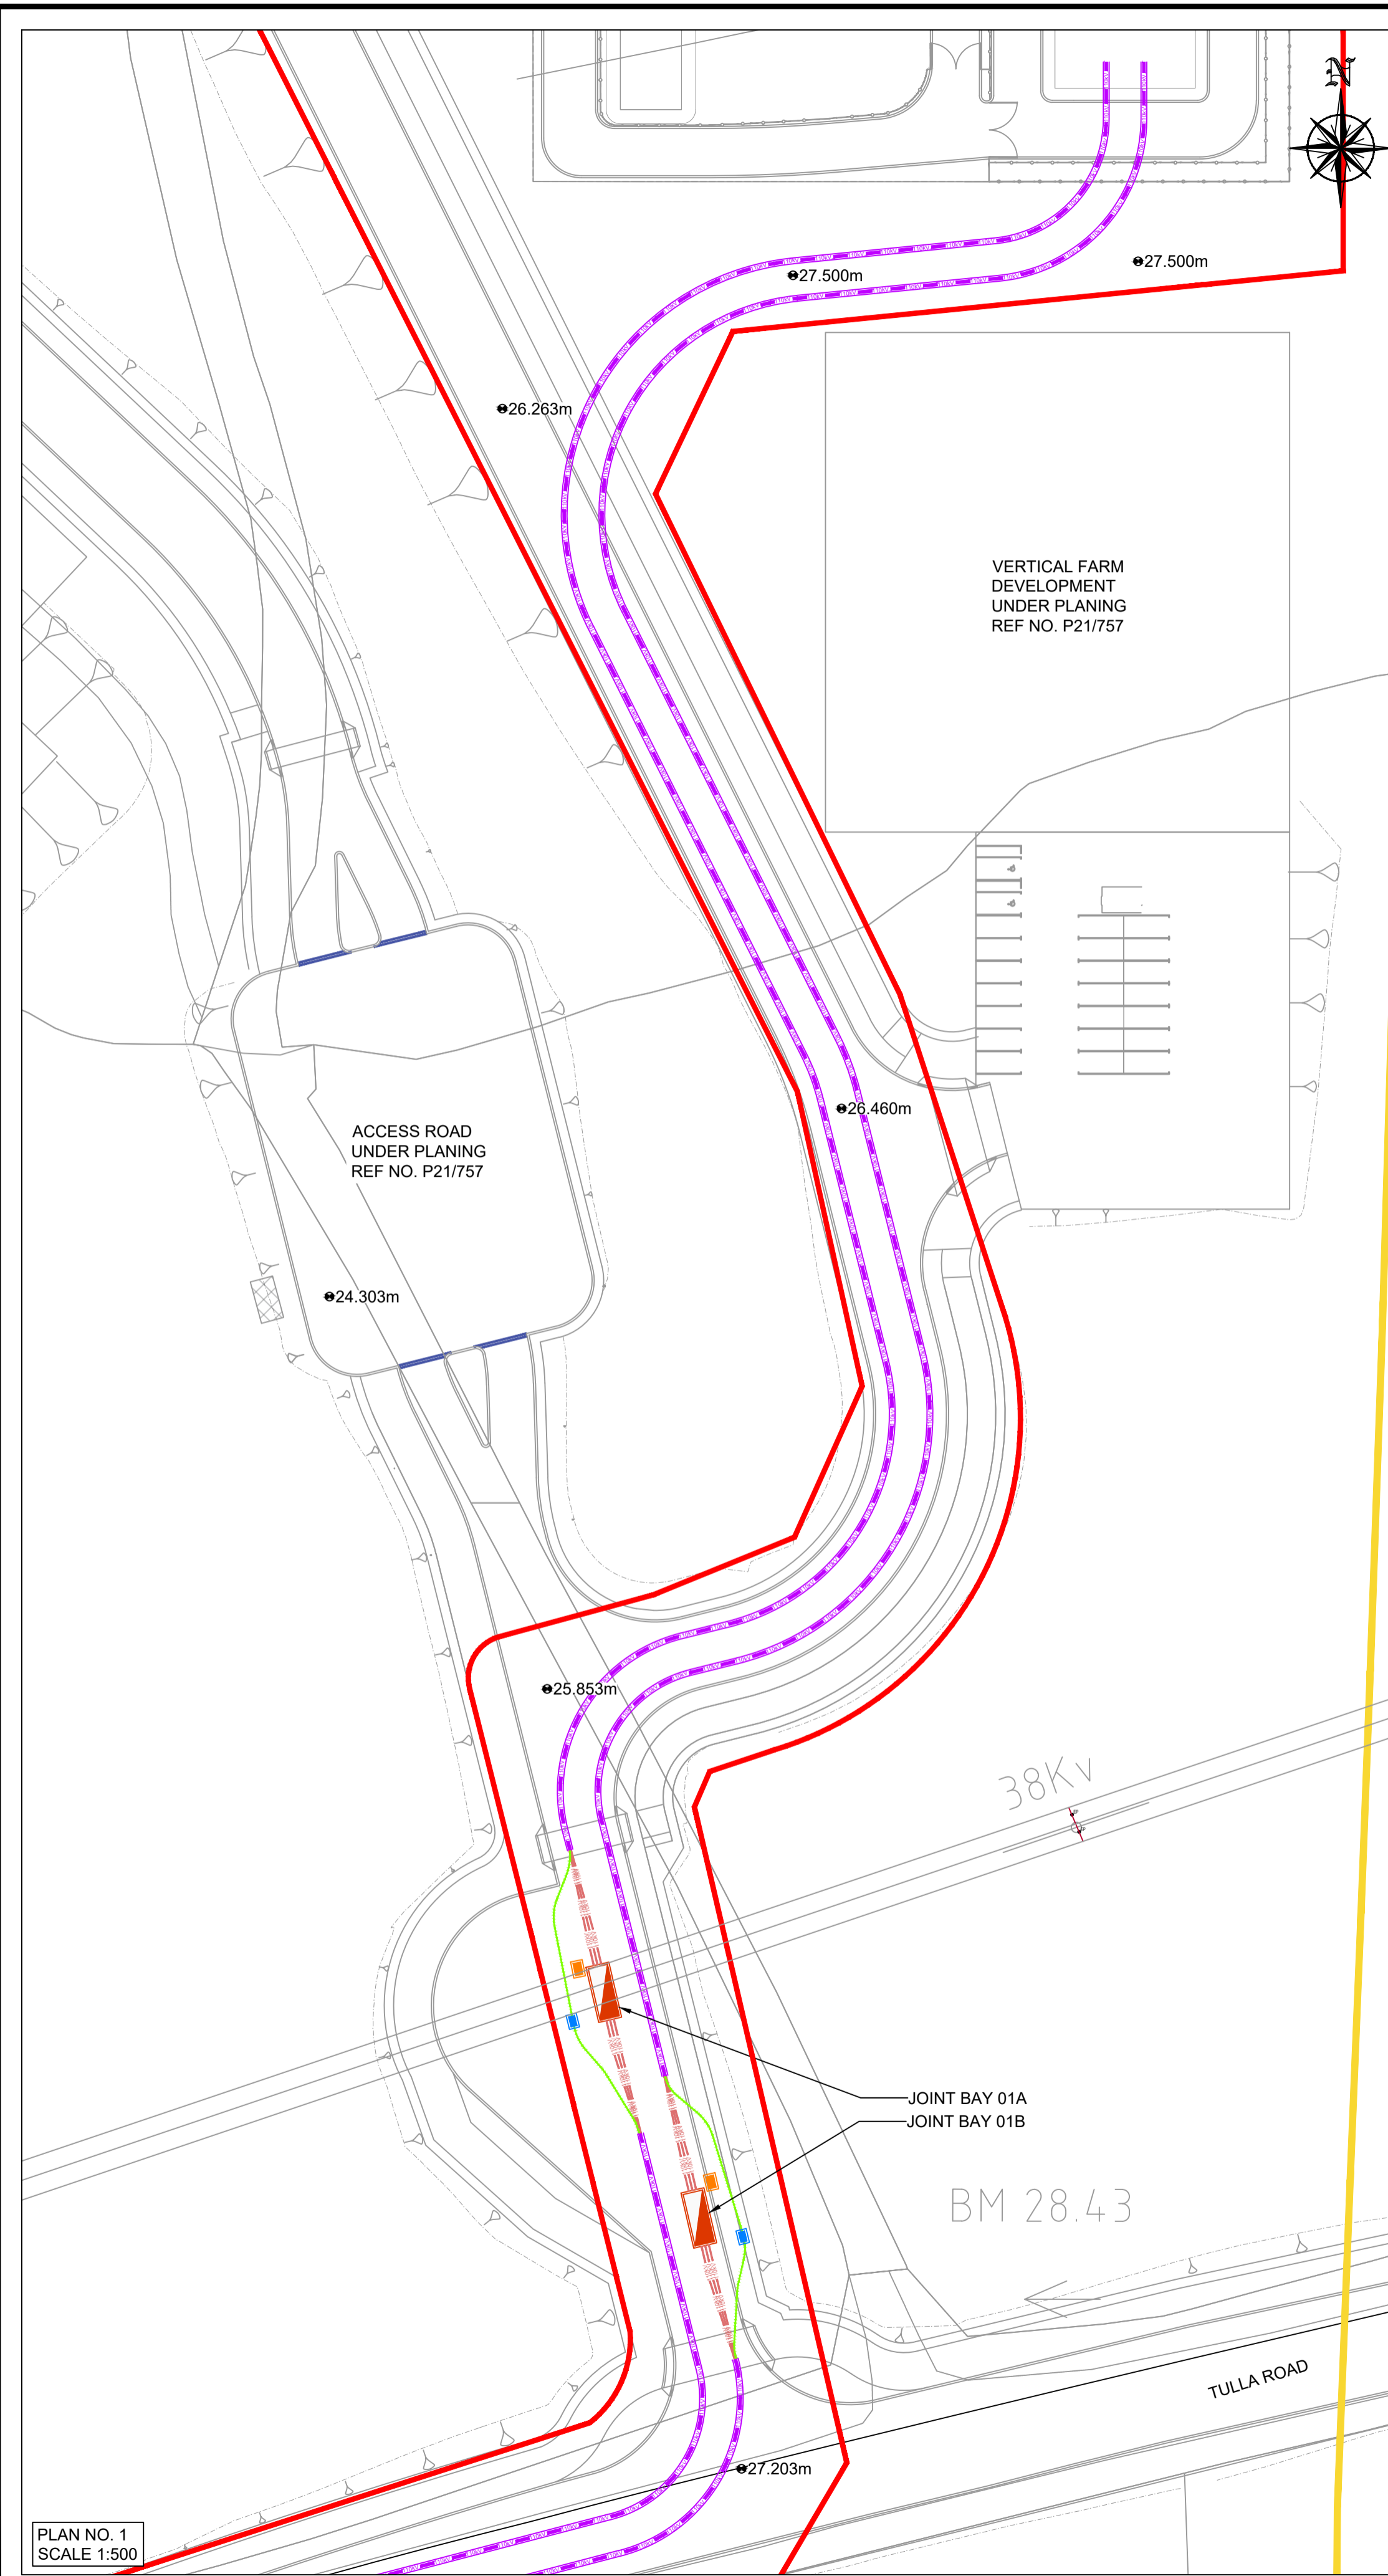 N
27.500m
27.500m
26.263m
VERTICAL FARM
DEVELOPMENT
UNDER PLANING
REF NO. P21/757
26.460m
ACCESS ROAD
UNDER PLANING
REF NO. P21/757
24.303m
25.853m
38Kv
JOINT BAY 01A
JOINT BAY 01B
BM 28.43
TULLA ROAD
27.203m
PLAN NO. 1
SCALE 1:500